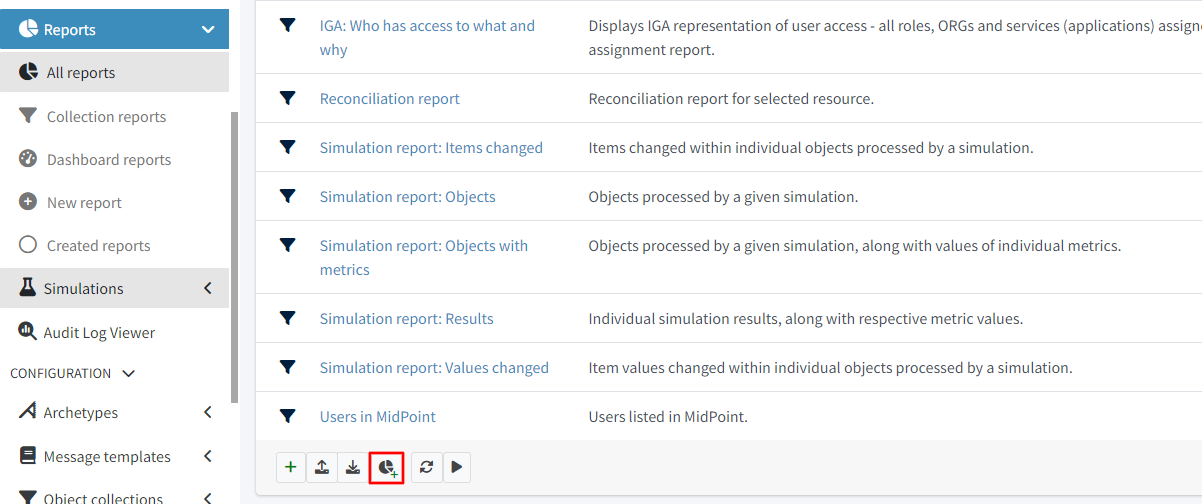 Reports
All reports
Collection reports
Dashboard reports
New report
Created reports
Simulations
Audit Log Viewer
CONFIGURATION
Archetypes
Message templates
Object collections
IGA: Who has access to what and
why
Displays IGA representation of user access - all roles, ORGs and services (applications) assigne
assignment report.
Reconciliation report
Reconciliation report for selected resource.
Simulation report: Items changed
Items changed within individual objects processed by a simulation.
Simulation report: Objects
Objects processed by a given simulation.
Simulation report: Objects with
metrics
Objects processed by a given simulation, along with values of individual metrics.
Simulation report: Results
Individual simulation results, along with respective metric values.
Simulation report: Values changed
Item values changed within individual objects processed by a simulation.
Users in MidPoint
Users listed in MidPoint.